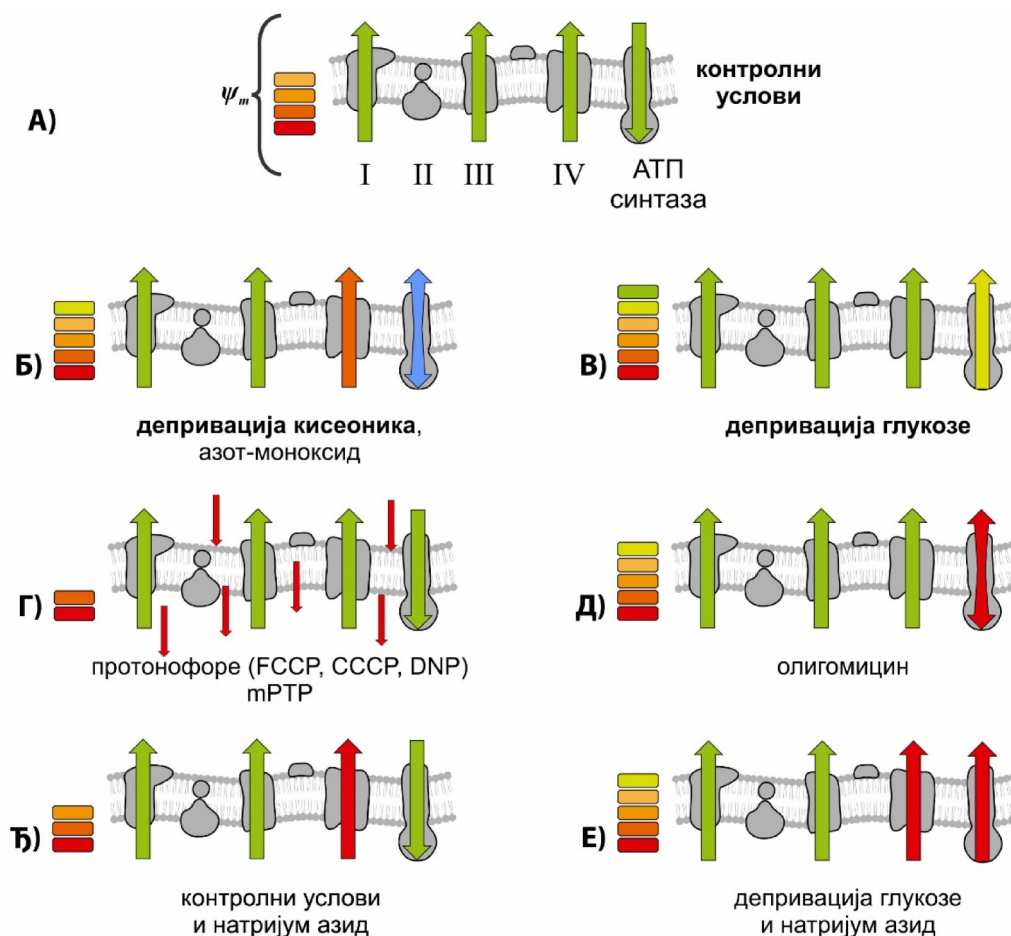 А)
ψm
контролни
услови
I II III IV АТП
синтаза
Б)
депривација кисеоника,
азот-моноксид
В)
депривација глукозе
Г)
протонофоре (FCCP, CCCP, DNP)
mPTP
Д)
олигомицин
Ђ)
контролни услови
и натријум азид
Е)
депривација глукозе
и натријум азид